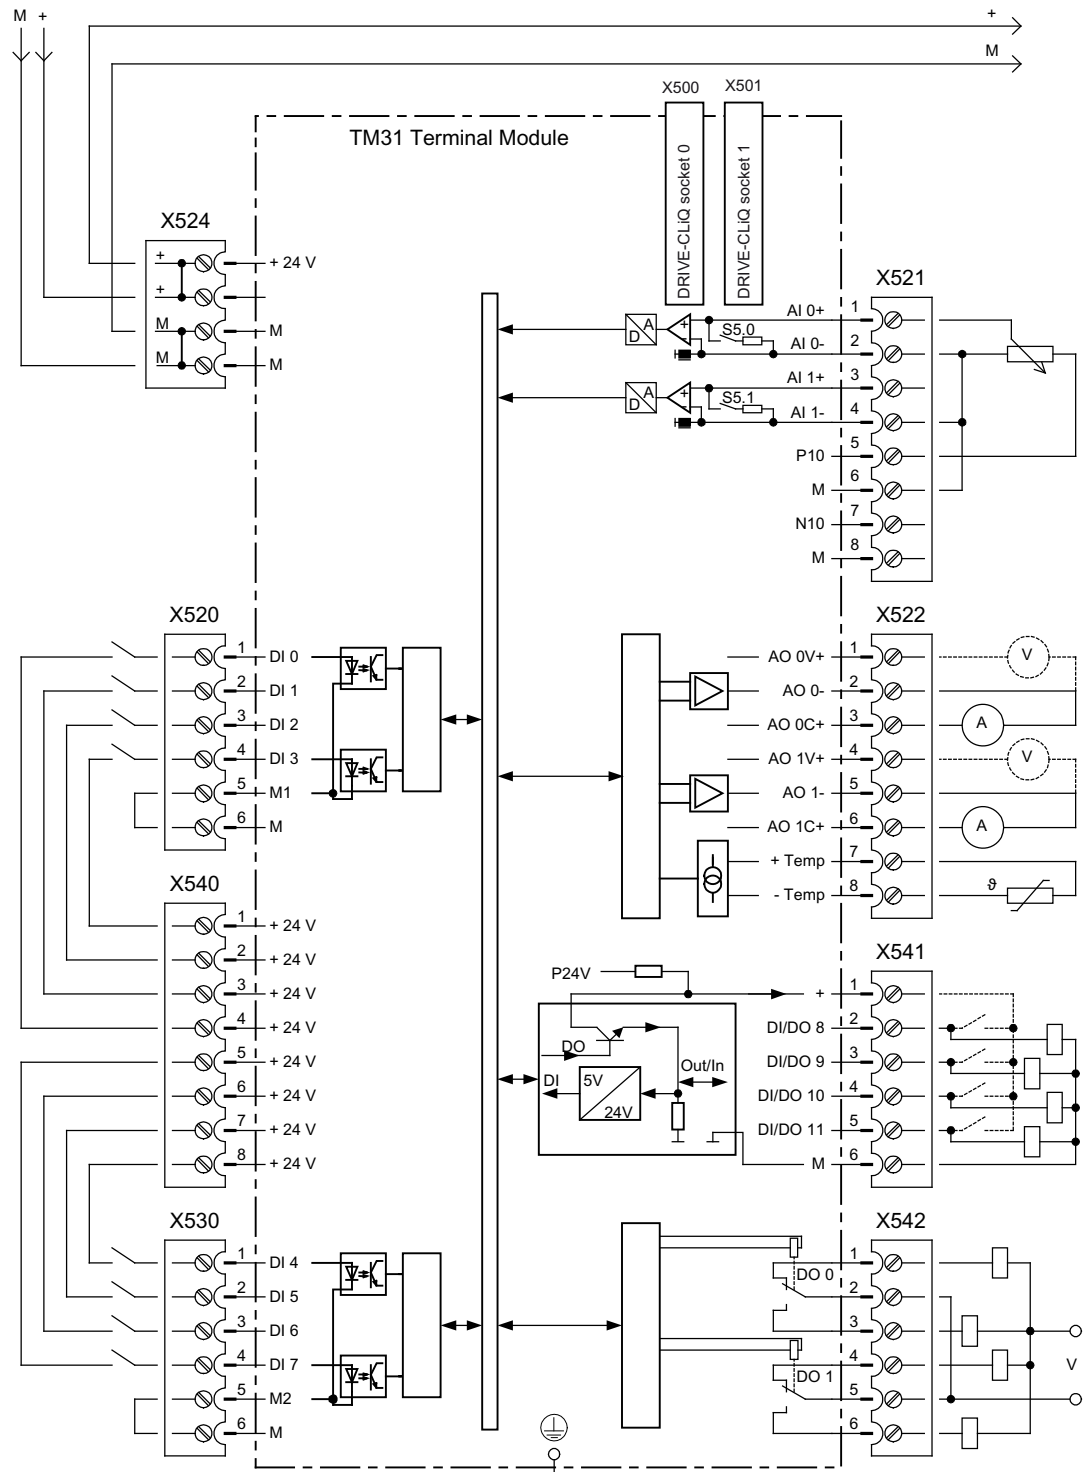 M +
+
M
X500 X501
TM31 Terminal Module
DRIVE-CLiQ socket 0
DRIVE-CLiQ socket 1
X524
+ + 24 V
+
M M
M M
X521
AI 0+ 1
S5.0
AI 0- 2
D A + -
AI 1+ 3
S5.1
AI 1- 4
D A + -
P10 5
M 6
N10 7
M 8
X520
1 DI 0
2 DI 1
3 DI 2
4 DI 3
5 M1
6 M
X522
AO 0V+ 1 V
AO 0- 2
AO 0C+ 3 A
AO 1V+ 4 V
AO 1- 5
AO 1C+ 6 A
+ Temp 7
- Temp 8 ϑ
X540
1 + 24 V
2 + 24 V
3 + 24 V
4 + 24 V
5 + 24 V
6 + 24 V
7 + 24 V
8 + 24 V
X541
P24V
+ 1
DI/DO 8 2
DI/DO 9 3
DI/DO 10 4
DI/DO 11 5
M 6
DO
DI 5V
24V
Out/In
X530
1 DI 4
2 DI 5
3 DI 6
4 DI 7
5 M2
6 M
X542
1
DO 0 2
3
4
DO 1 5
6
V